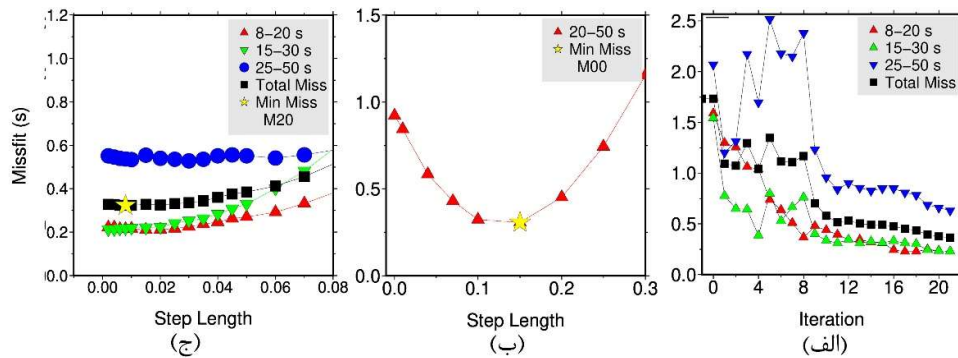 1.2
1.0
0.8
0.6
0.4
0.2
0.0
8–20 s
15–30 s
25–50 s
Total Miss
Min Miss
M20
Missfit (s)
0.00 0.02 0.04 0.06 0.08
Step Length
(ج)
1.5
1.0
0.5
0.0
20–50 s
Min Miss
M00
0.0 0.1 0.2 0.3
Step Length
(ب)
2.5
2.0
1.5
1.0
0.5
0.0
8–20 s
15–30 s
25–50 s
Total Miss
0 4 8 12 16 20
Iteration
(الف)